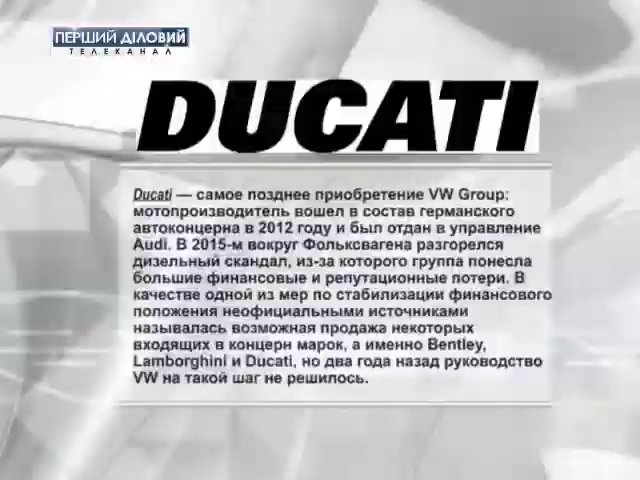 ПЕРШИЙ ДІЛОВИЙ
ТЕЛЕКАНАЛ
DUCATI
Ducati — самое позднее приобретение VW Group:
мотопроизводитель вошел в состав германского
автоконцерна в 2012 году и был отдан в управление
Audi. В 2015-м вокруг Фольксвагена разгорелся
дизельный скандал, из-за которого группа понесла
большие финансовые и репутационные потери. В
качестве одной из мер по стабилизации финансового
положения неофициальными источниками
называлась возможная продажа некоторых
входящих в концерн марок, а именно Bentley,
Lamborghini и Ducati, но два года назад руководство
VW на такой шаг не решилось.